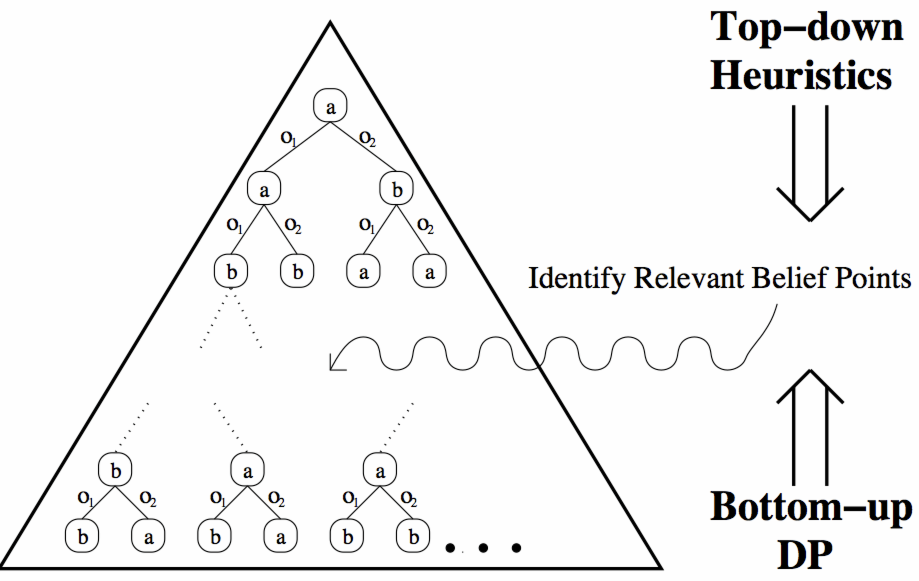 Top–down
Heuristics
a
O1 O2
a b
O1 O2 O1 O2
b b a a
Identify Relevant Belief Points
b a a
O1 O2 O1 O2 O1 O2
b a b a b b
Bottom–up
DP